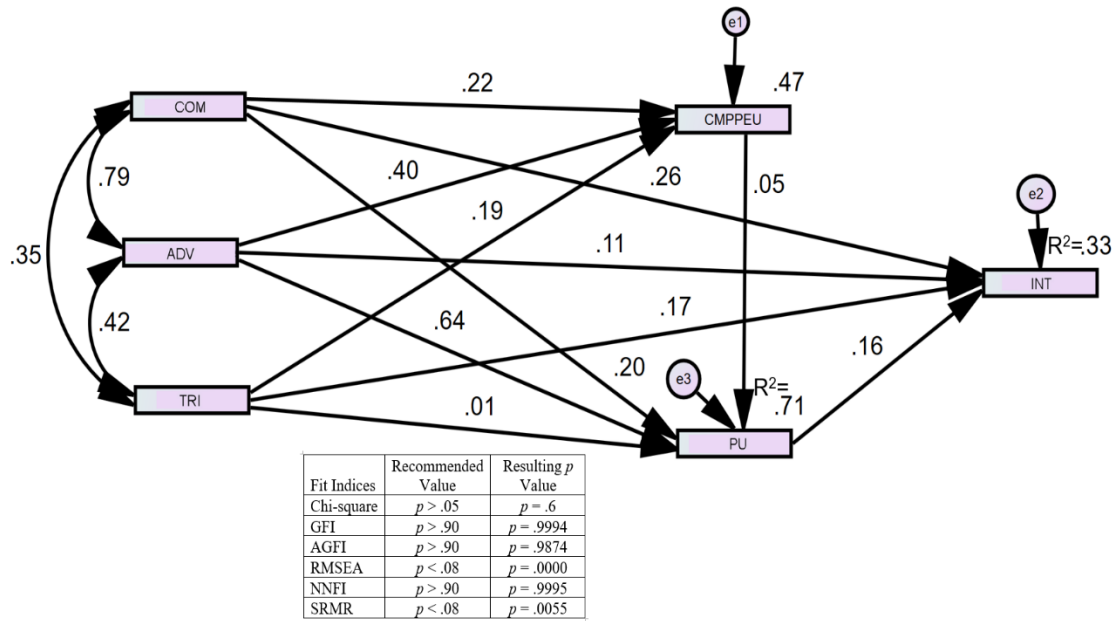 e1
.47
COM
.22
CMPPEU
.79
.40
.26
.05
e2
.19
.35
ADV
.11
R²=.33
INT
.42
.17
.64
.16
.20
e3
R²=
.71
TRI
.01
PU
Fit Indices Recommended Value Resulting p Value
Chi-square p > .05 p = .6
GFI p > .90 p = .9994
AGFI p > .90 p = .9874
RMSEA p < .08 p = .0000
NNFI p > .90 p = .9995
SRMR p < .08 p = .0055